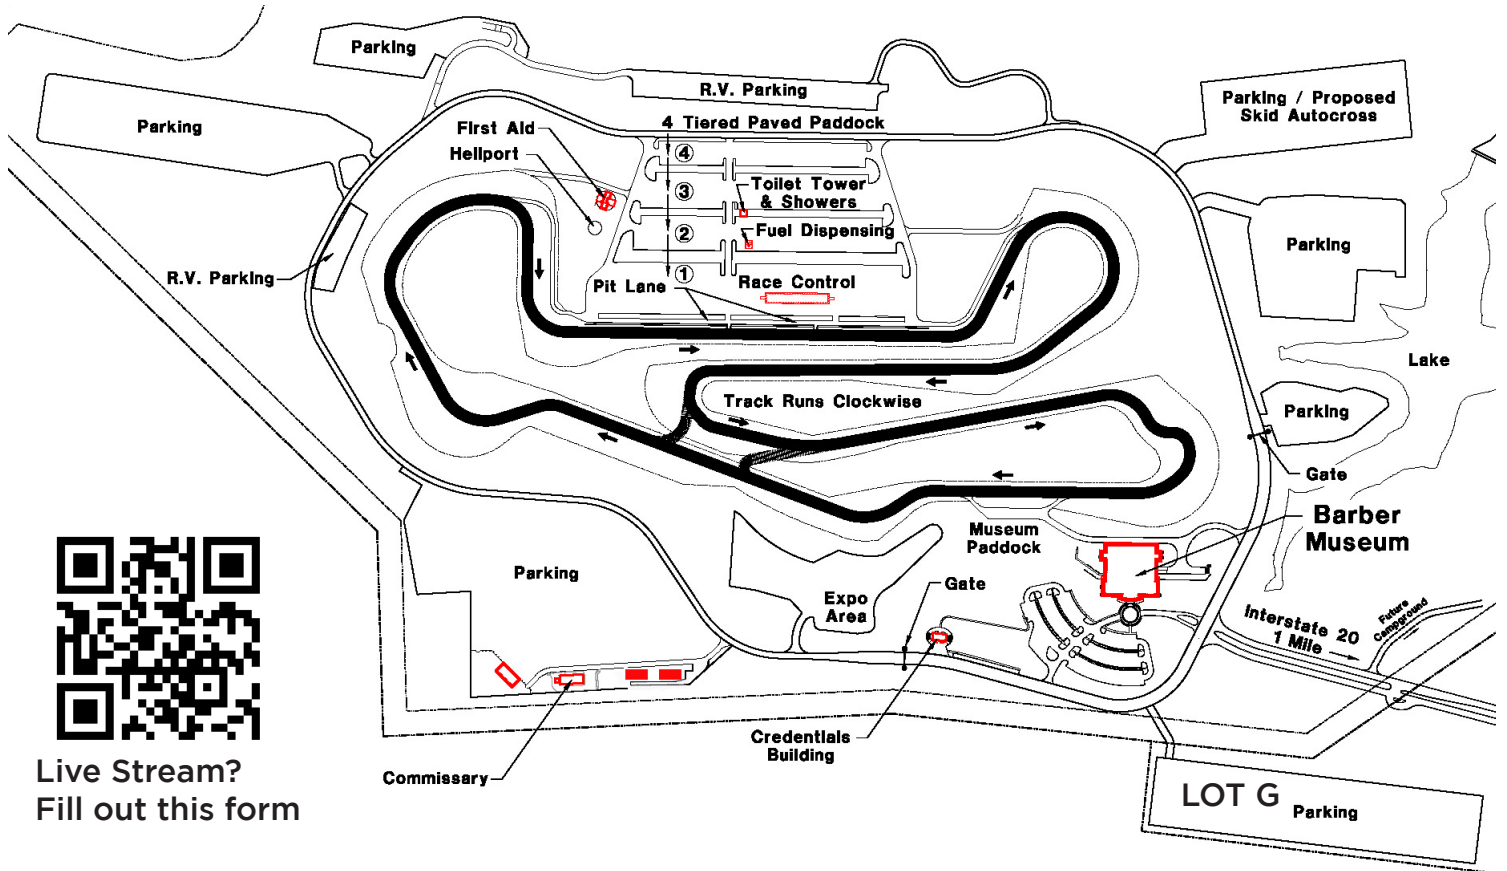 Parking
R.V. Parking
Parking / Proposed
Skid Autocross
Parking
First Aid
4 Tiered Paved Paddock
Heliport
4
3
Toilet Tower
& Showers
2
Fuel Dispensing
Parking
R.V. Parking
1
Race Control
Pit Lane
Lake
Track Runs Clockwise
Parking
Gate
Barber
Museum
Museum
Paddock
Parking
Gate
Expo
Area
Interstate 20
1 Mile
Future
Campground
Credentials
Building
Commissary
Live Stream?
Fill out this form
LOT G
Parking